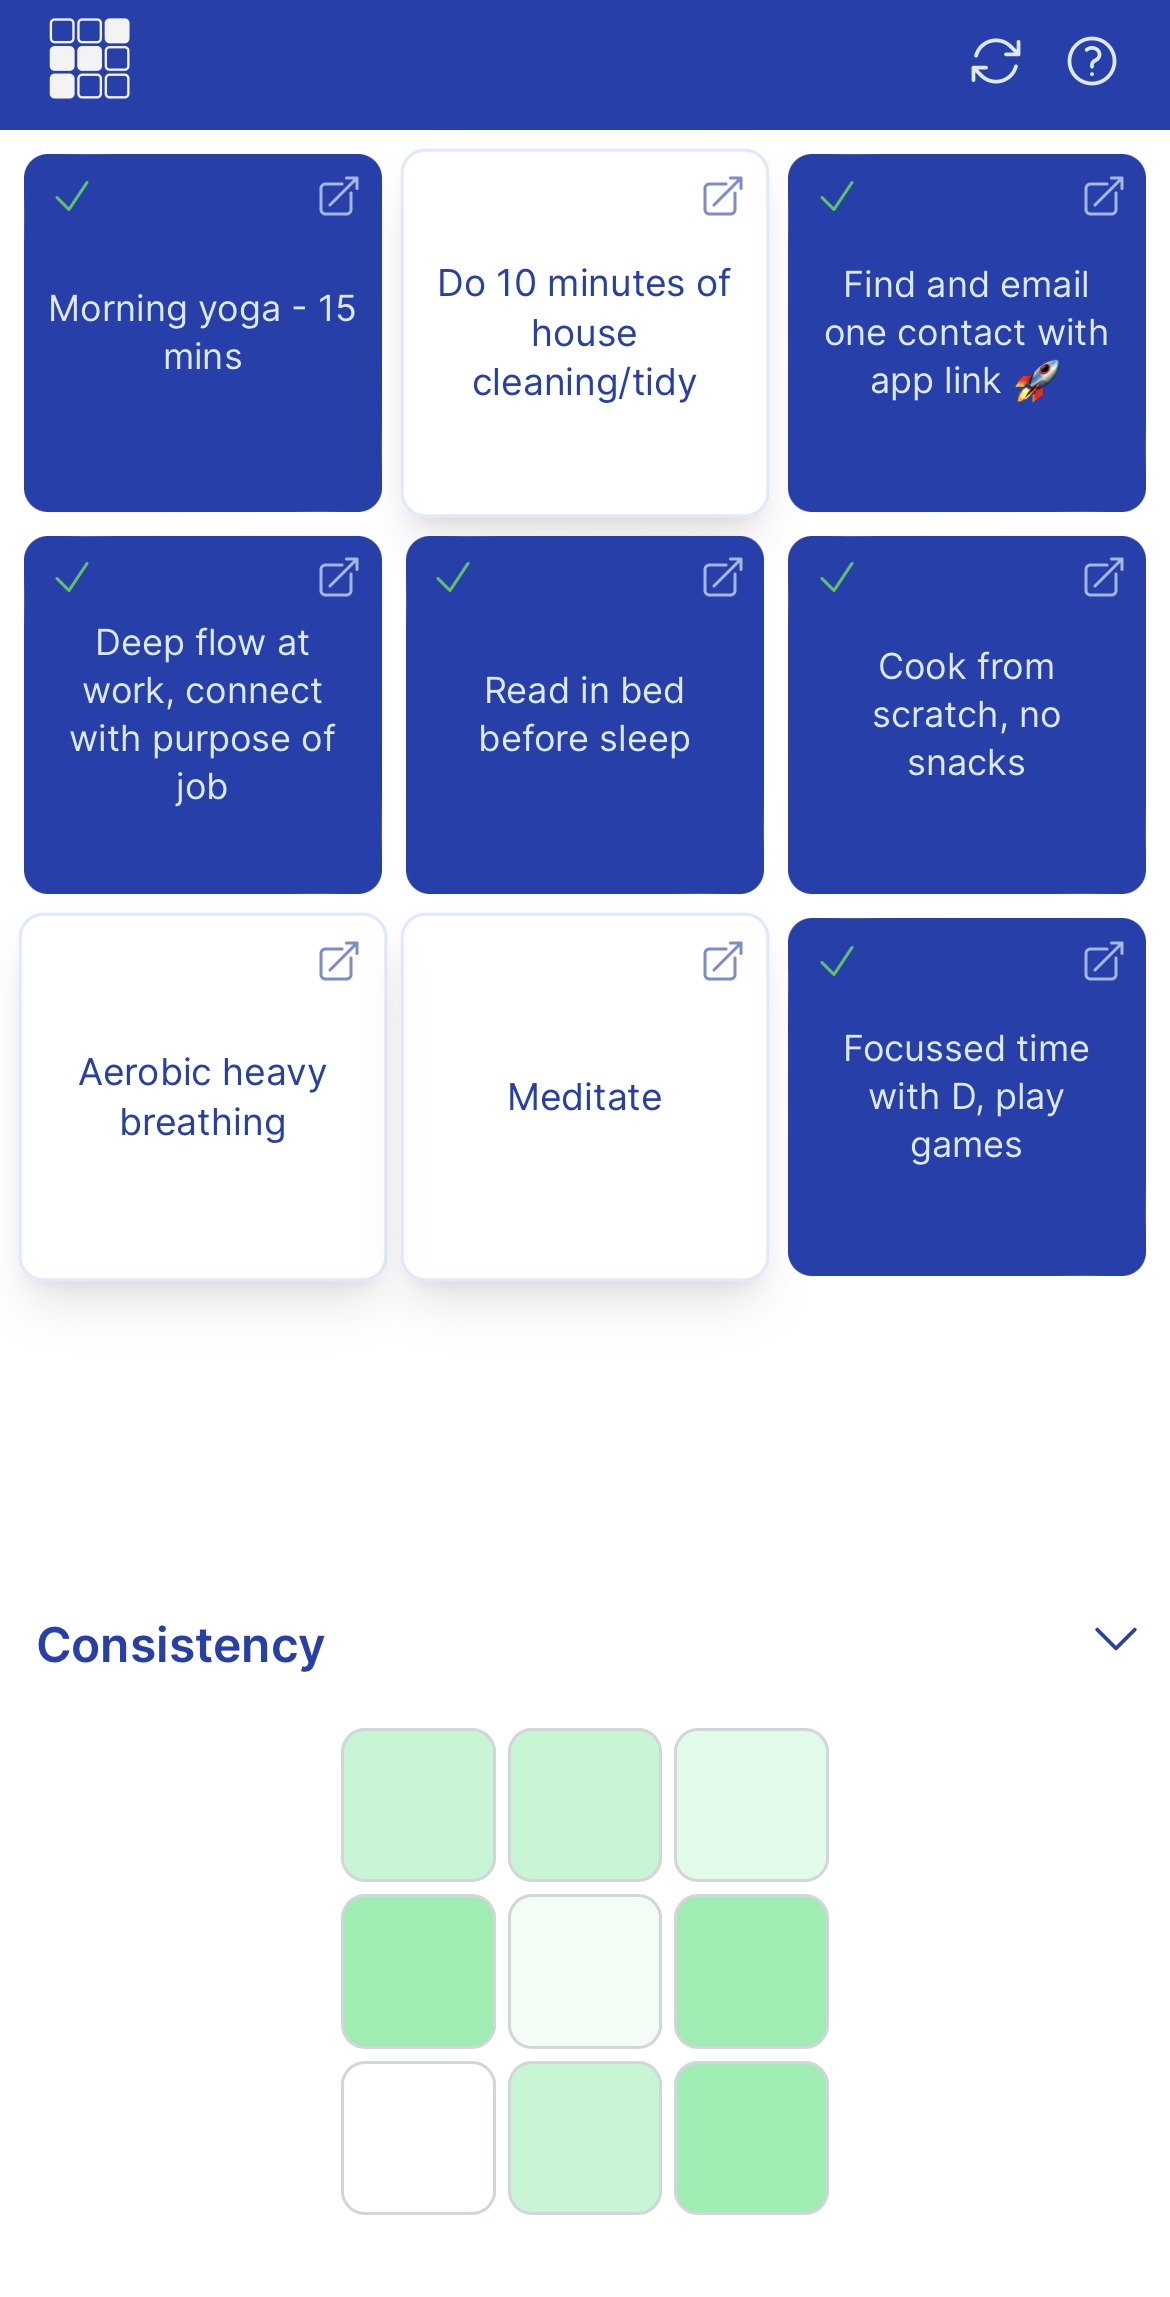 Morning yoga - 15
mins
Do 10 minutes of
house
cleaning/tidy
Find and email
one contact with
app link 🚀
Deep flow at
work, connect
with purpose of
job
Read in bed
before sleep
Cook from
scratch, no
snacks
Aerobic heavy
breathing
Meditate
Focussed time
with D, play
games
Consistency